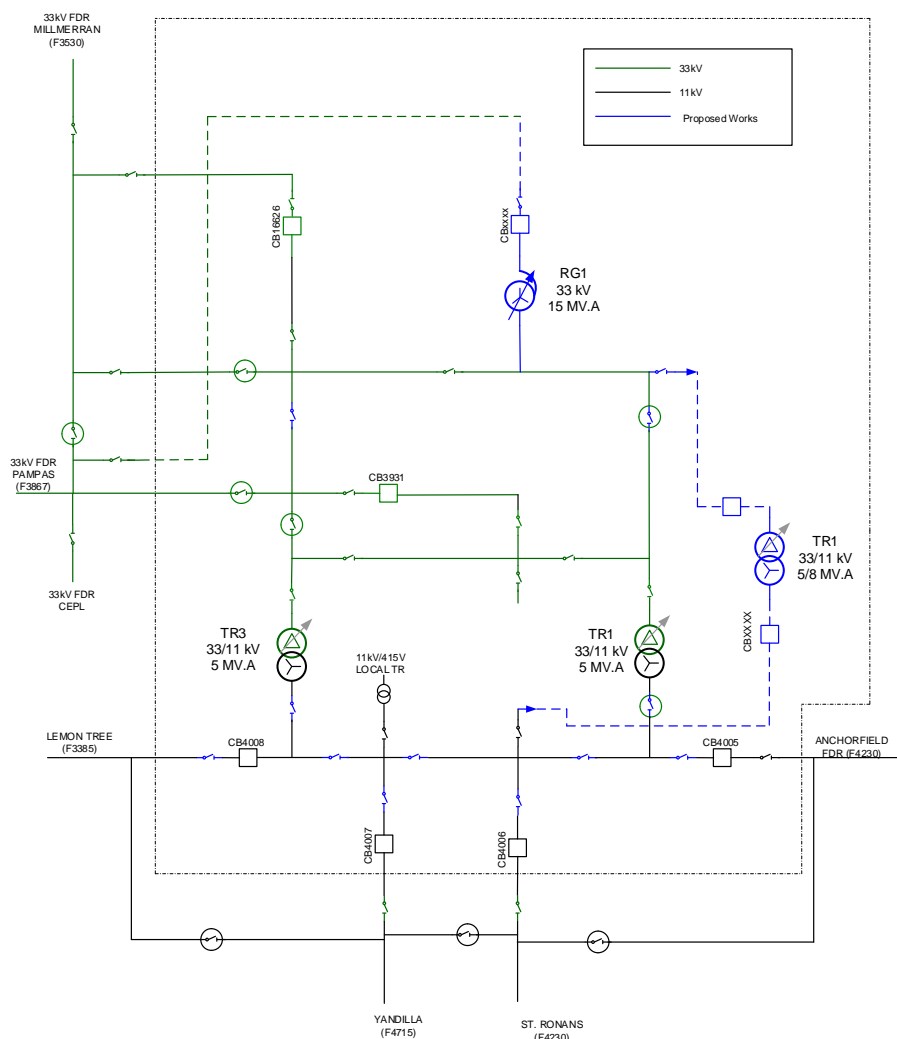 33kV FDR
MILLMERRAN
(F3530)
33kV
11kV
Proposed Works
CB16626
CBxxxx
RG1
33 kV
15 MV.A
33kV FDR
PAMPAS
(F3867)
CB3931
33kV FDR
CEPL
TR1
33/11 kV
5/8 MV.A
CBXXXX
TR3
33/11 kV
5 MV.A
11kV/415V
LOCAL TR
TR1
33/11 kV
5 MV.A
LEMON TREE
(F3385)
CB4008
CB4005
ANCHORFIELD
FDR (F4230)
CB4007
CB4006
YANDILLA
(F4715)
ST. RONANS
(F4230)